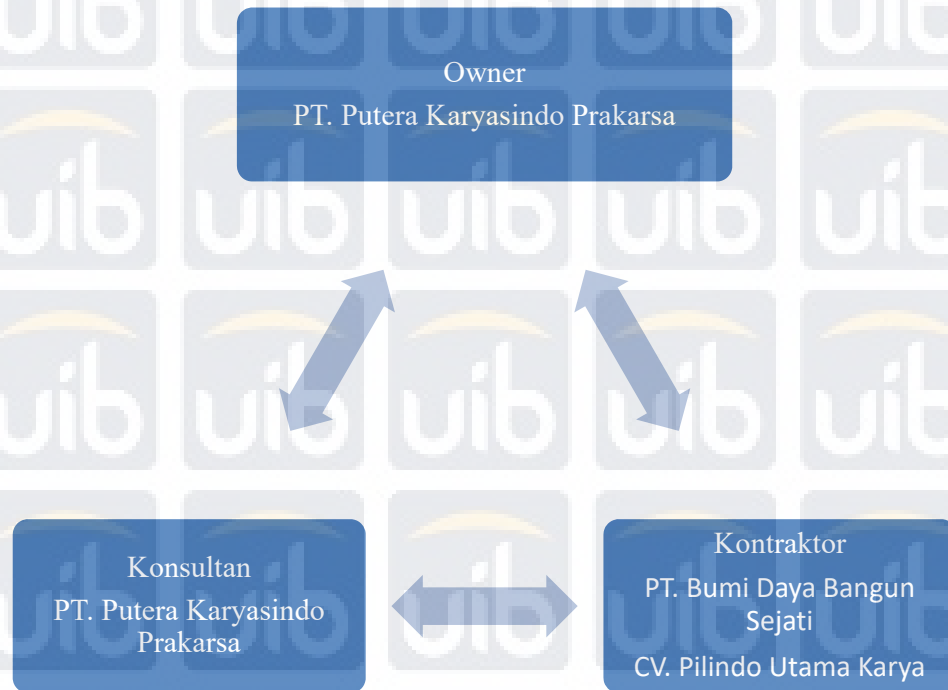 Owner
PT. Putera Karyasindo Prakarsa
Konsultan
PT. Putera Karyasindo
Prakarsa
Kontraktor
PT. Bumi Daya Bangun
Sejati
CV. Pilindo Utama Karya
uib